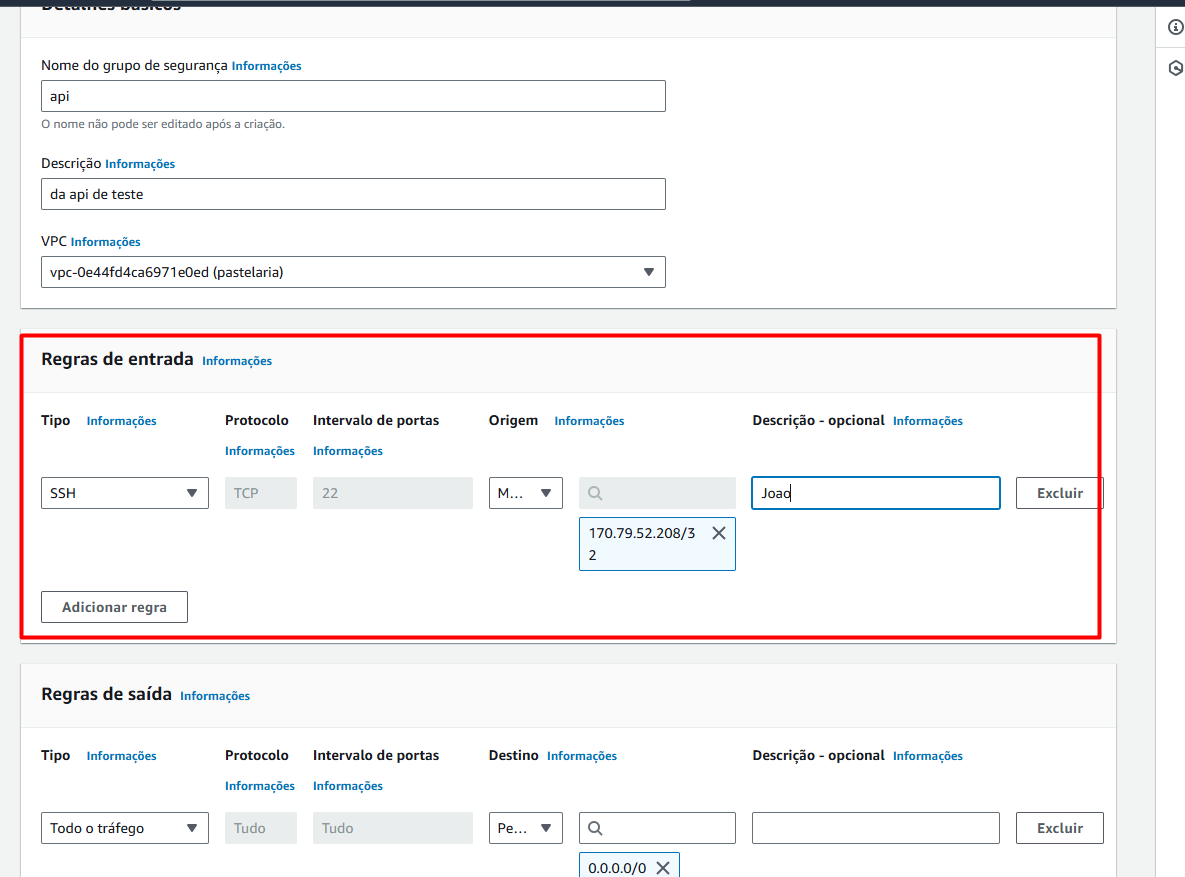 Detalhes básicos
Nome do grupo de segurança Informações
api
O nome não pode ser editado após a criação.
Descrição Informações
da api de teste
VPC Informações
vpc-0e44fd4ca6971e0ed (pastelaria)
Regras de entrada Informações
Tipo Informações Protocolo Intervalo de portas Origem Informações Descrição - opcional Informações
Informações Informações
SSH TCP 22 M... Joao Excluir
170.79.52.208/3
2
Adicionar regra
Regras de saída Informações
Tipo Informações Protocolo Intervalo de portas Destino Informações Descrição - opcional Informações
Informações Informações
Todo o tráfego Tudo Tudo Pe... Excluir
0.0.0.0/0